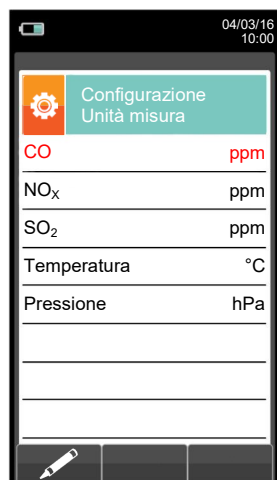 04/03/16
10:00
Configurazione
Unità misura
CO ppm
NOX ppm
SO2 ppm
Temperatura °C
Pressione hPa